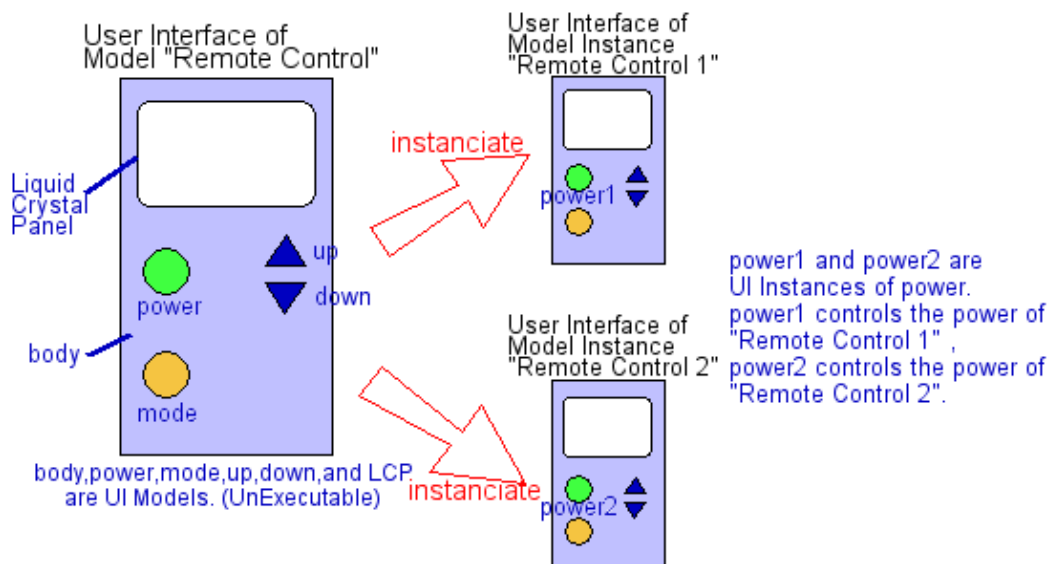 User Interface of
Model "Remote Control"
Liquid
Crystal
Panel
up
down
power
body
mode
body,power,mode,up,down,and LCP.
are UI Models. (UnExecutable)
instanciate
instanciate
User Interface of
Model Instance
"Remote Control 1"
power1
User Interface of
Model Instance
"Remote Control 2"
power2
power1 and power2 are
UI Instances of power.
power1 controls the power of
"Remote Control 1" ,
power2 controls the power of
"Remote Control 2".